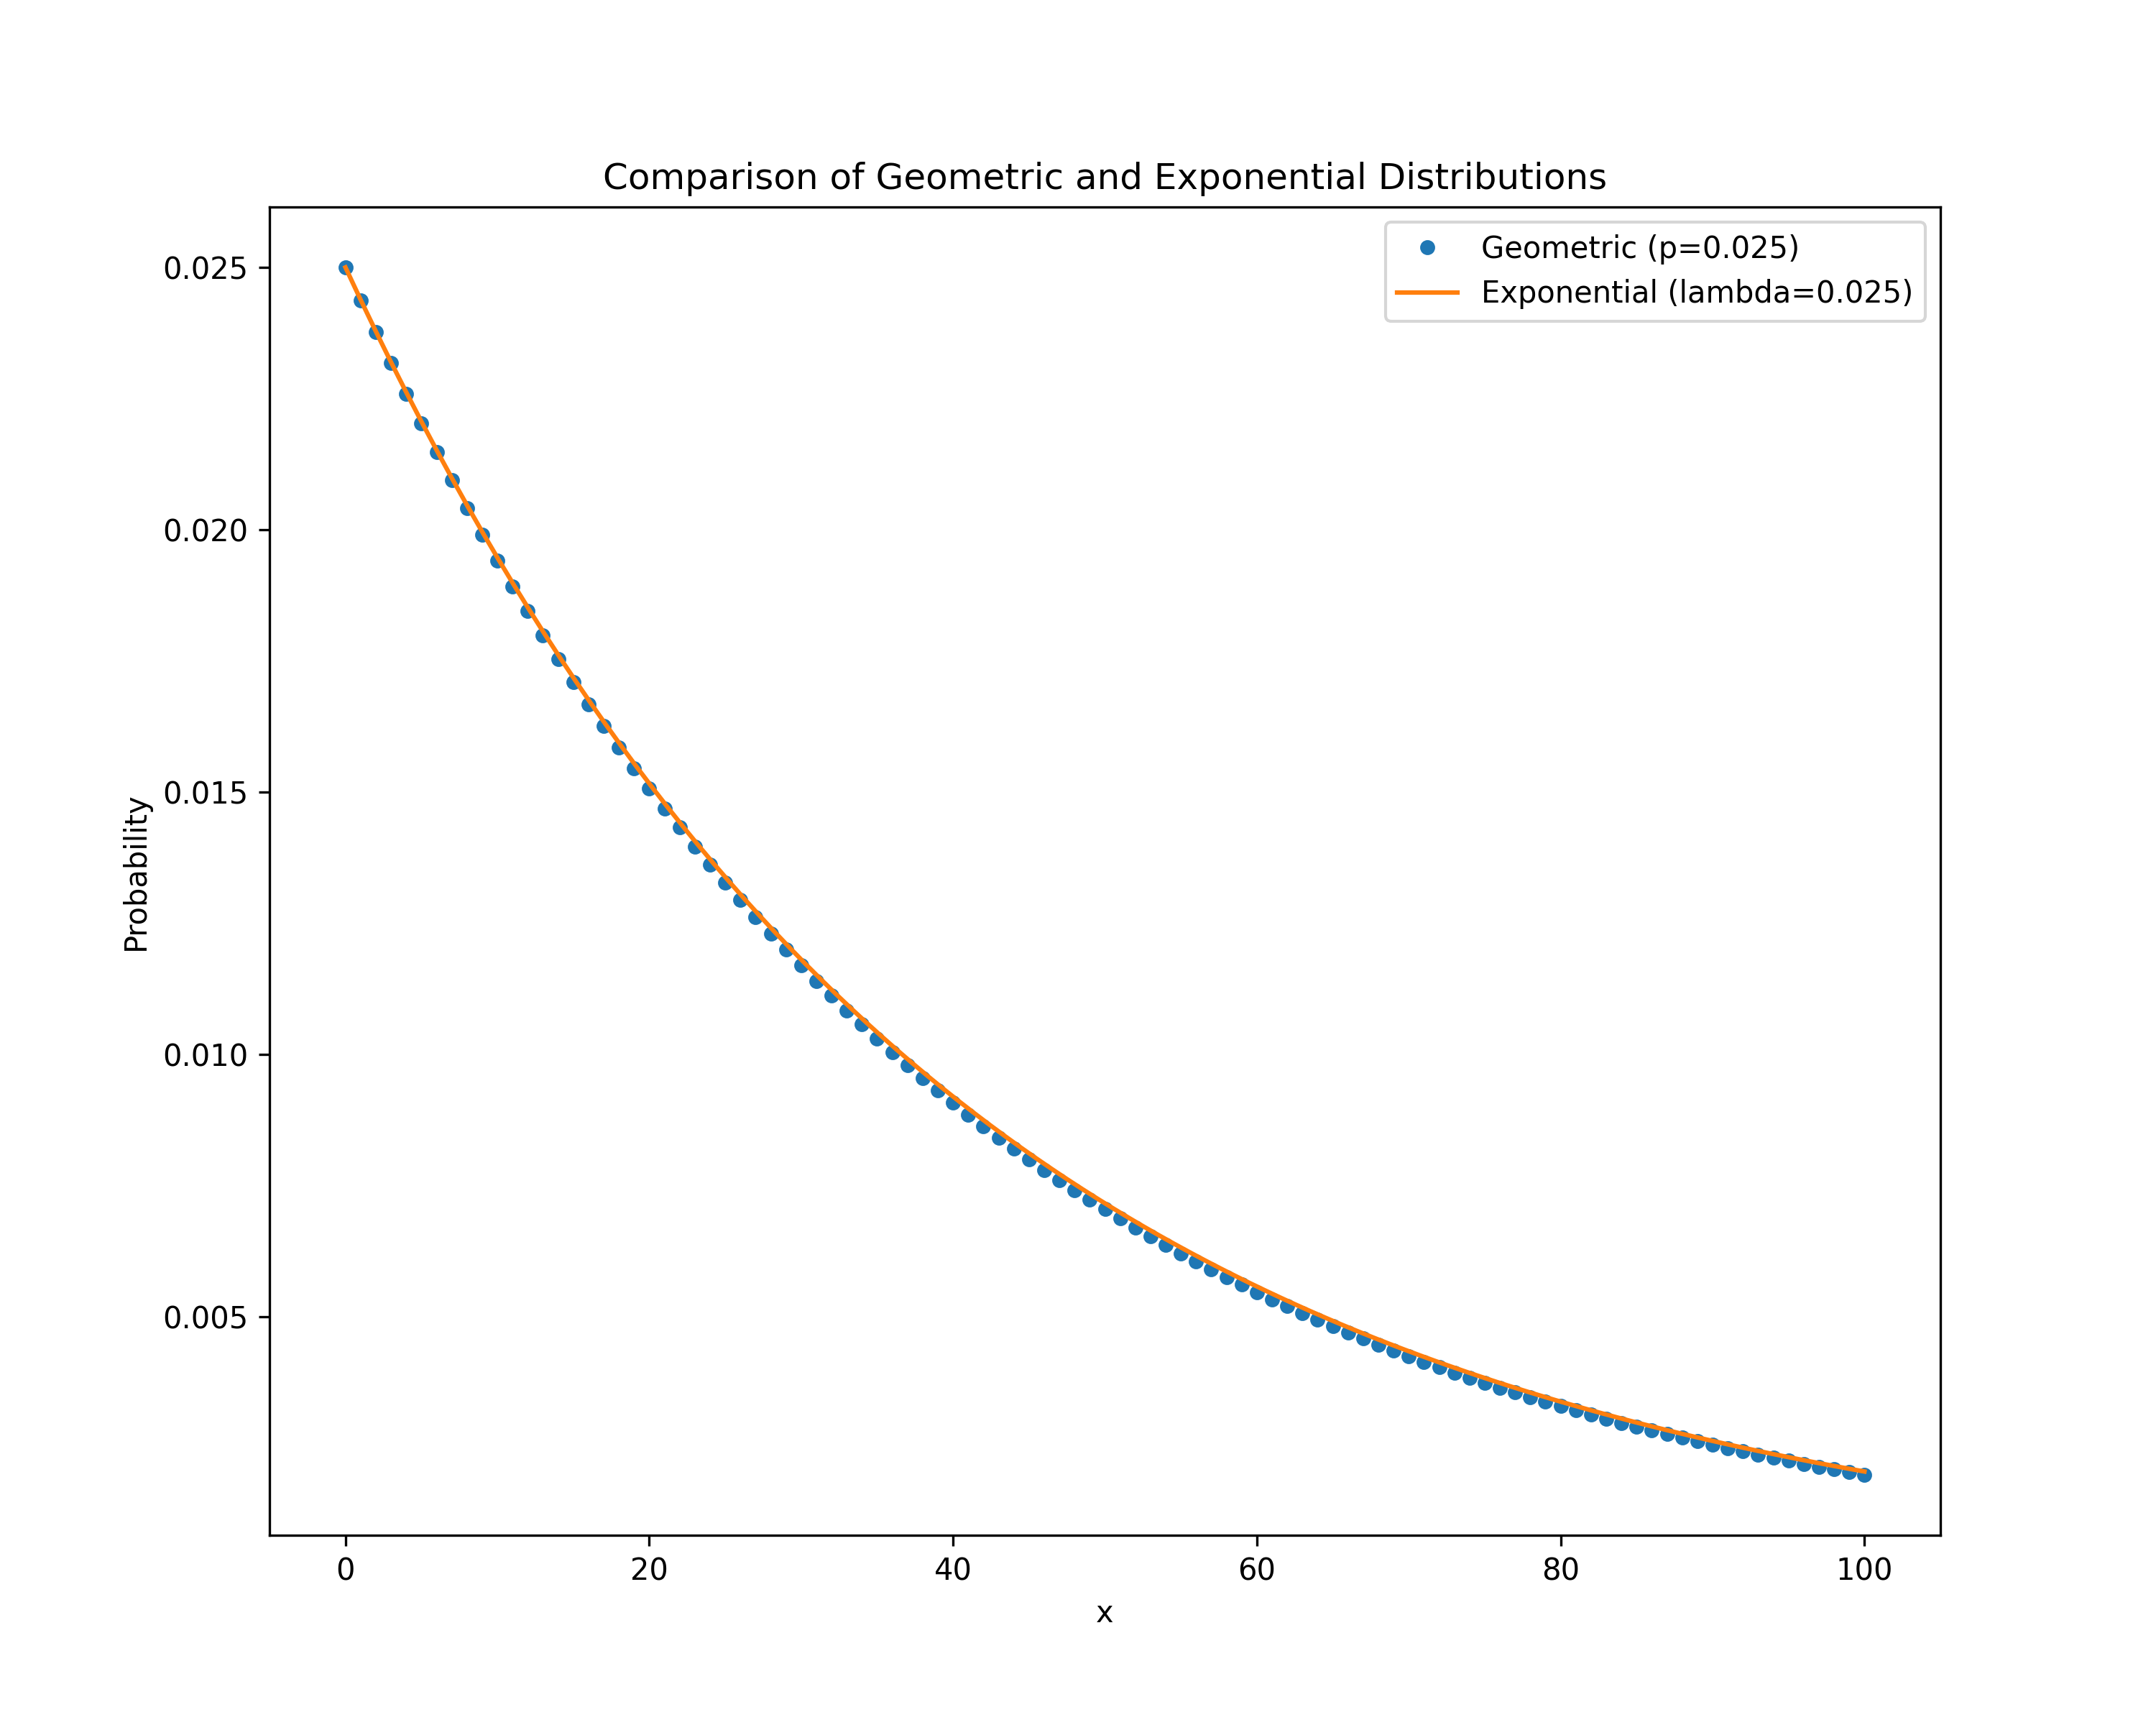 Comparison of Geometric and Exponential Distributions
Geometric (p=0.025)
Exponential (lambda=0.025)
0.025
0.020
0.015
0.010
0.005
Probability
0 20 40 60 80 100
x